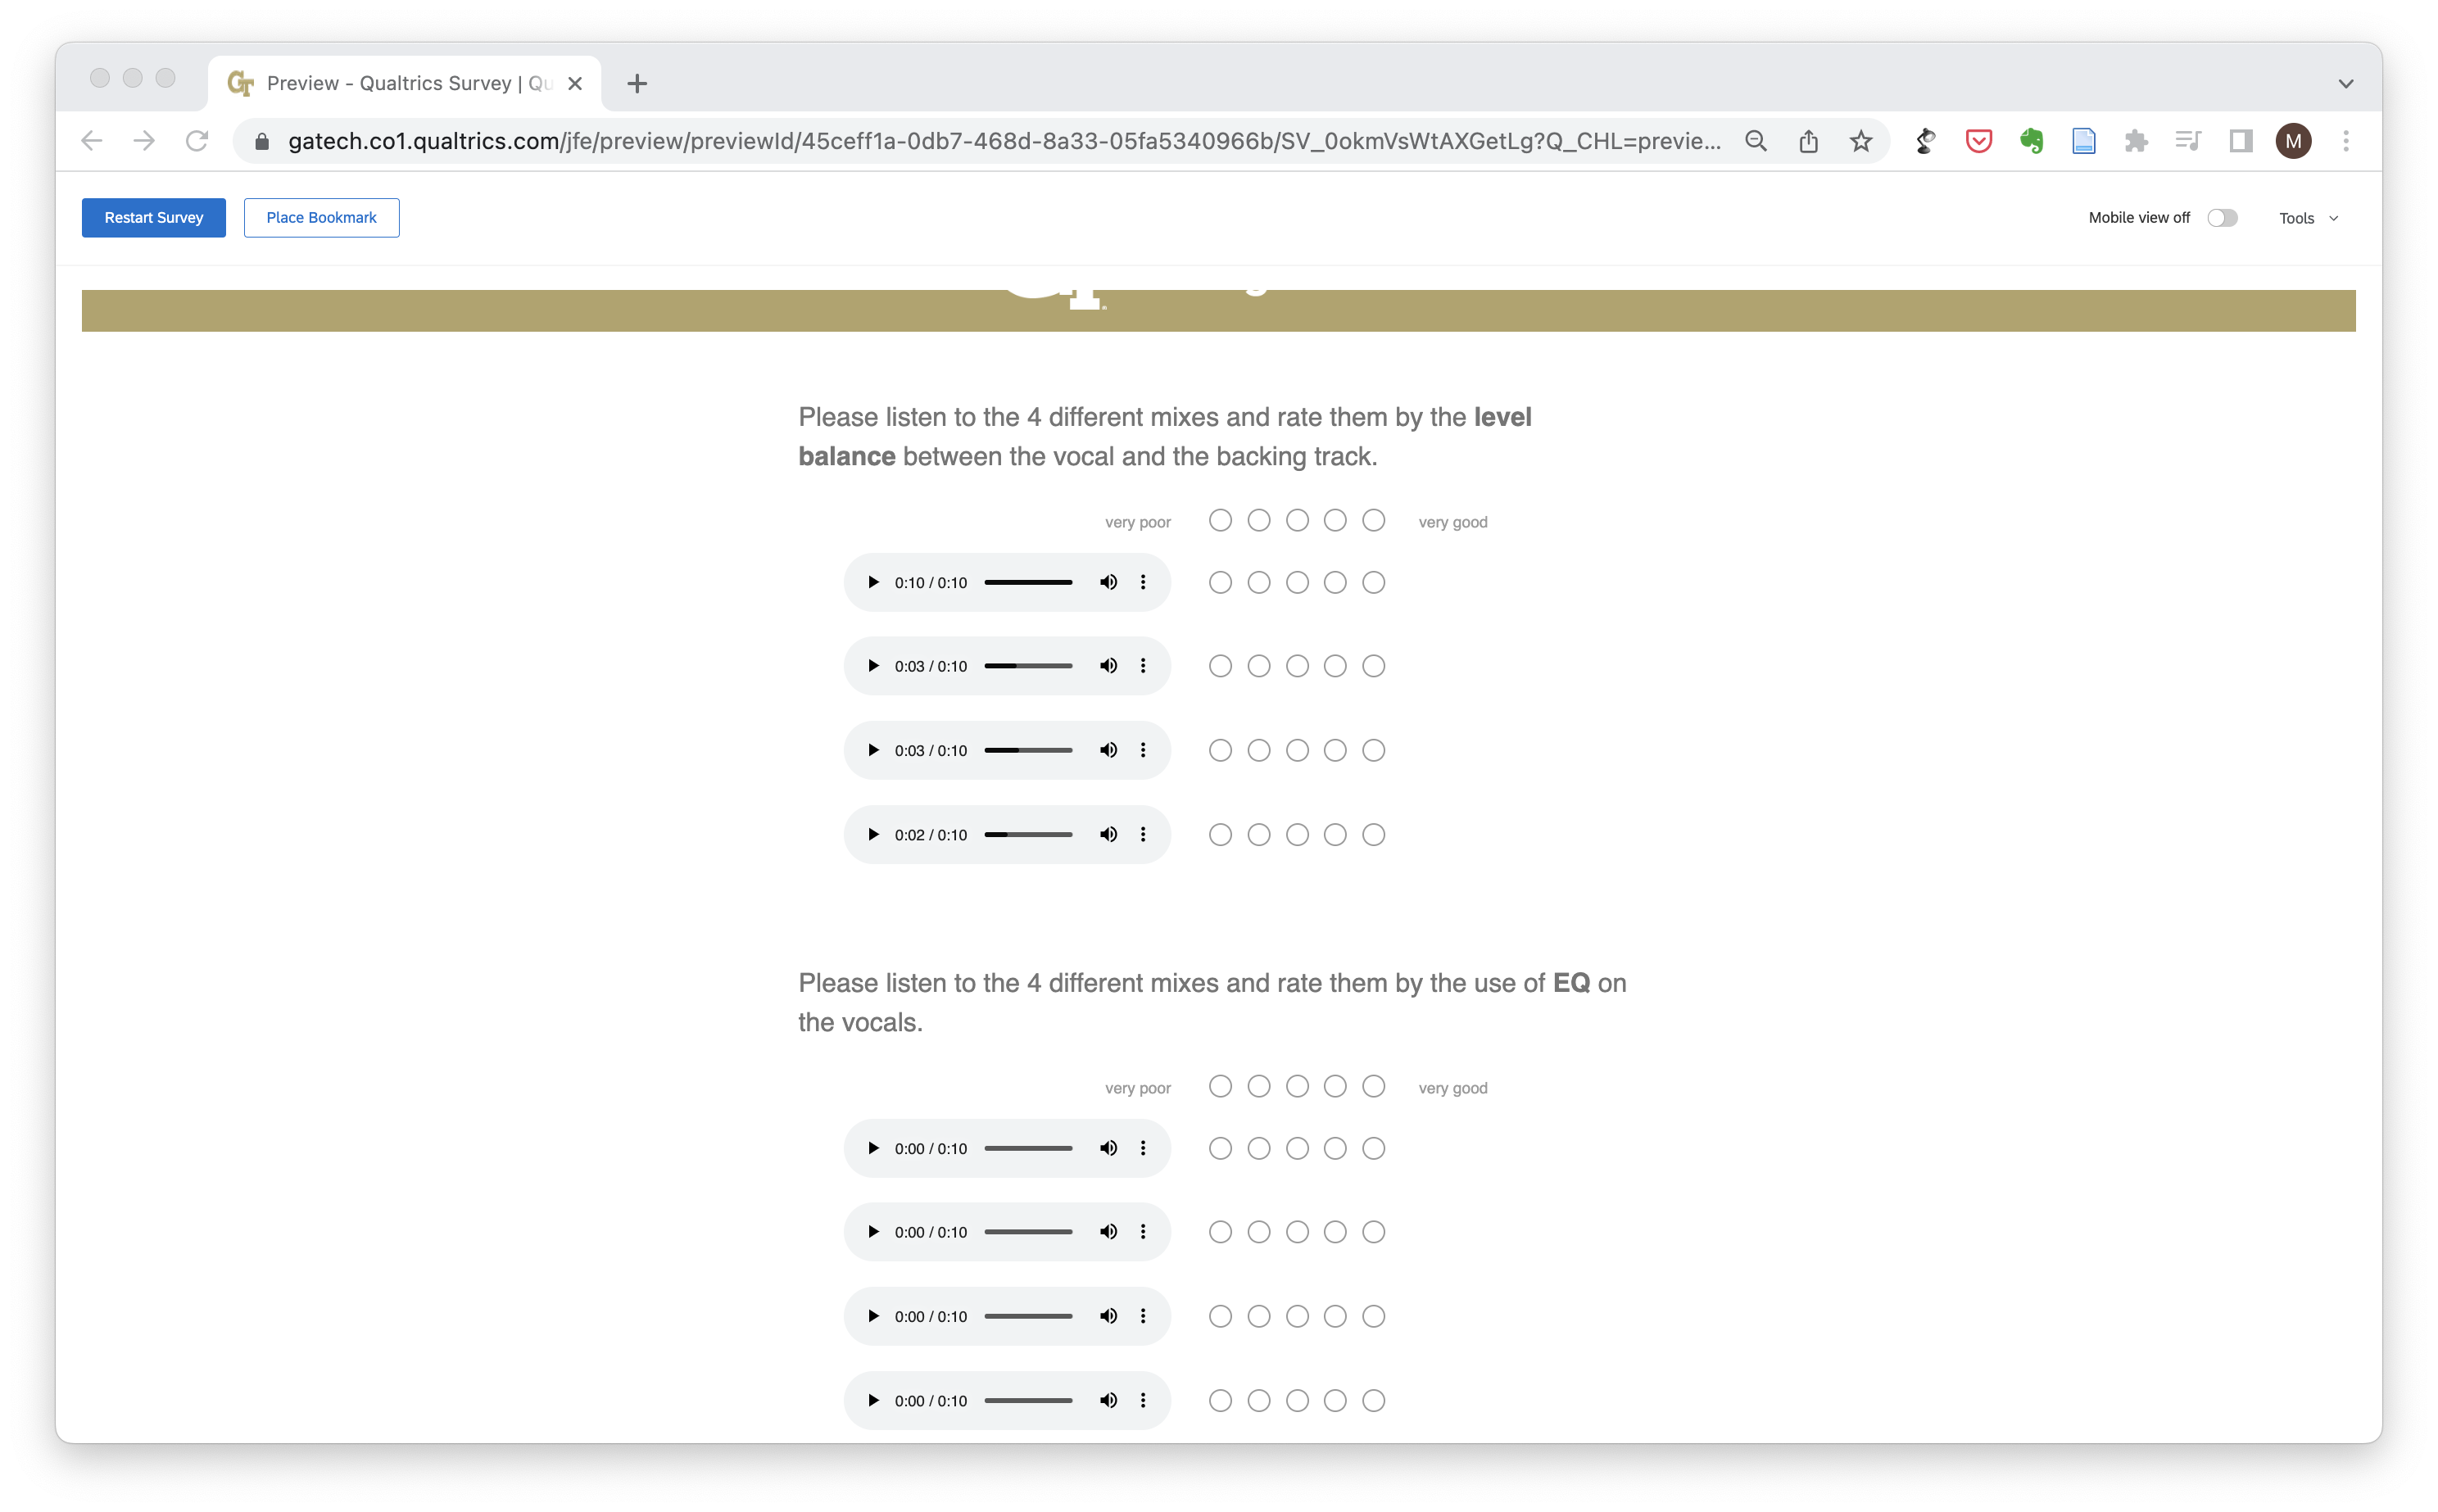 GT Preview - Qualtrics Survey | Qu
gatech.co1.qualtrics.com/jfe/preview/previewId/45ceff1a-0db7-468d-8a33-05fa5340966b/SV_0okmVsWtAXGetLg?Q_CHL=previe...
M
Restart Survey
Place Bookmark
Mobile view off
Tools
Please listen to the 4 different mixes and rate them by the level
balance between the vocal and the backing track.
very poor
very good
0:10 / 0:10
0:03 / 0:10
0:03 / 0:10
0:02 / 0:10
Please listen to the 4 different mixes and rate them by the use of EQ on
the vocals.
very poor
very good
0:00 / 0:10
0:00 / 0:10
0:00 / 0:10
0:00 / 0:10